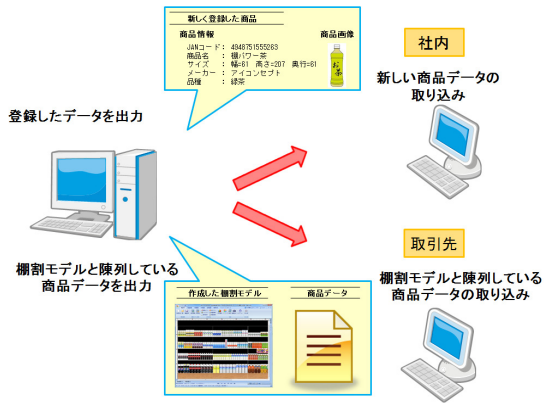 新しく登録した商品
商品情報
商品画像
JANコード： 4948751555263
商品名 ： 棚パワー茶
サイズ ： 幅=61 高さ=207 奥行=61
メーカー ： アイコンセプト
品種 ： 緑茶
お茶
社内
新しい商品データの
取り込み
登録したデータを出力
取引先
棚割モデルと陳列している
商品データを出力
棚割モデルと陳列している
商品データの取り込み
作成した棚割モデル
商品データ